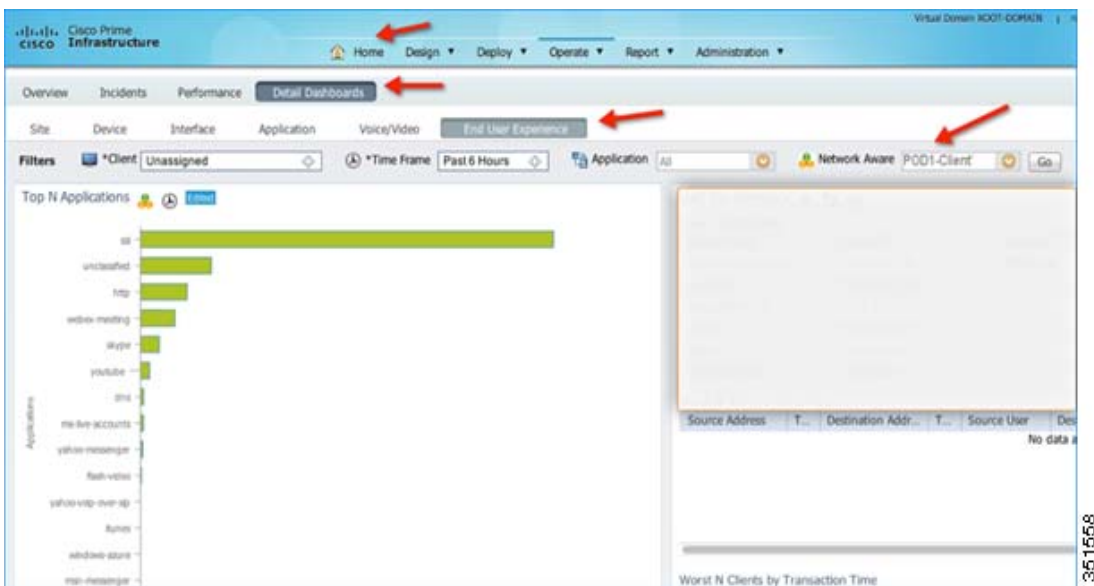 Virtual Domain ROOT-DOMAIN
cisco
Cisco Prime
Infrastructure
Home Design Deploy Operate Report Administration
Overview Incidents Performance Detail Dashboards
Site Device Interface Application Voice/Video End User Experience
Filters *Client Unassigned *Time Frame Past 6 Hours Application All Network Aware POD1-Client Go
Top N Applications Edited
unclassified
http
webex-meeting
skype
youtube
dns
ms-live-accounts
yahoo-messenger
flash-video
yahoo-voip-over-sip
itunes
windows-azure
msn-messenger
Applications
Source Address T... Destination Addr... T... Source User Des
No data a
Worst N Clients by Transaction Time
351558